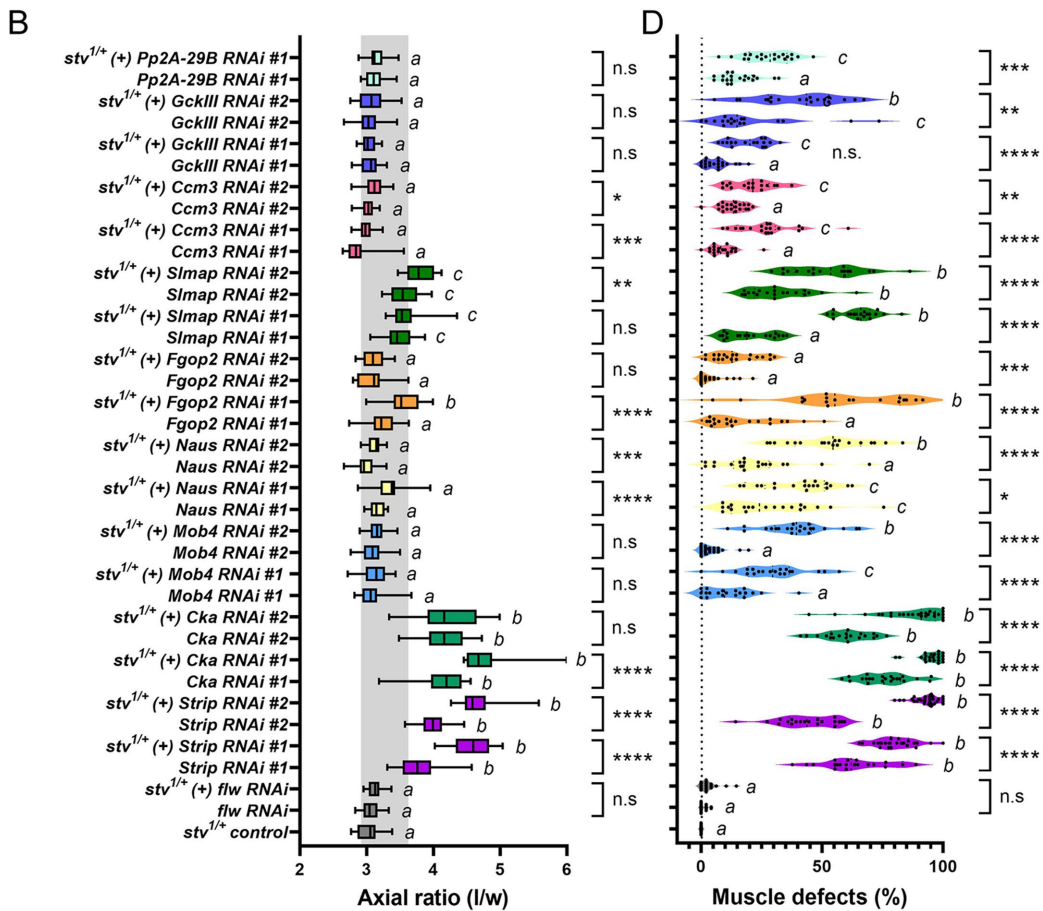 B
D
stv1/+ (+) Pp2A-29B RNAi #1 a c
n.s ***
Pp2A-29B RNAi #1 a a
stv1/+ (+) GckIII RNAi #2 a b
n.s **
GckIII RNAi #2 a c
stv1/+ (+) GckIII RNAi #1 a c n.s.
n.s ****
GckIII RNAi #1 a a
stv1/+ (+) Ccm3 RNAi #2 a c
* **
Ccm3 RNAi #2 a a
stv1/+ (+) Ccm3 RNAi #1 a c
*** ****
Ccm3 RNAi #1 a a
stv1/+ (+) Slmap RNAi #2 c b
** ****
Slmap RNAi #2 c b
stv1/+ (+) Slmap RNAi #1 c b
n.s ****
Slmap RNAi #1 c a
stv1/+ (+) Fgop2 RNAi #2 a a
n.s ***
Fgop2 RNAi #2 a a
stv1/+ (+) Fgop2 RNAi #1 b b
**** ****
Fgop2 RNAi #1 a a
stv1/+ (+) Naus RNAi #2 a b
*** ****
Naus RNAi #2 a a
stv1/+ (+) Naus RNAi #1 a c
**** *
Naus RNAi #1 a c
stv1/+ (+) Mob4 RNAi #2 a b
n.s ****
Mob4 RNAi #2 a a
stv1/+ (+) Mob4 RNAi #1 a c
n.s ****
Mob4 RNAi #1 a a
stv1/+ (+) Cka RNAi #2 b b
n.s ****
Cka RNAi #2 b b
stv1/+ (+) Cka RNAi #1 b b
**** ****
Cka RNAi #1 b b
stv1/+ (+) Strip RNAi #2 b b
**** ****
Strip RNAi #2 b b
stv1/+ (+) Strip RNAi #1 b b
**** ****
Strip RNAi #1 b b
stv1/+ (+) flw RNAi a a
n.s n.s
flw RNAi a a
stv1/+ control a a
2 3 4 5 6
0 50 100
Axial ratio (l/w)
Muscle defects (%)